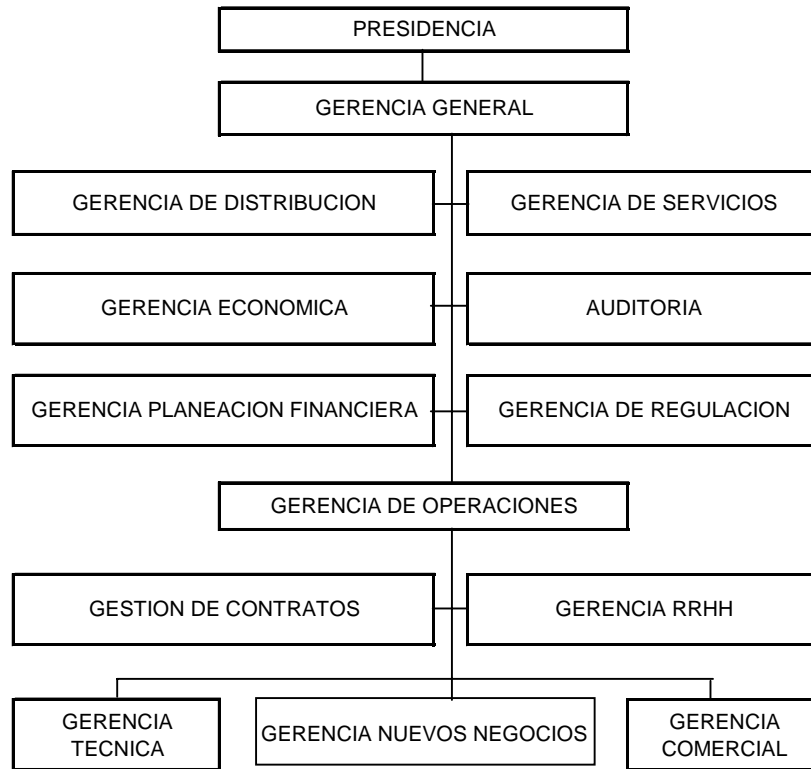 PRESIDENCIA
GERENCIA GENERAL
GERENCIA DE DISTRIBUCION
GERENCIA DE SERVICIOS
GERENCIA ECONOMICA
AUDITORIA
GERENCIA PLANEACION FINANCIERA
GERENCIA DE REGULACION
GERENCIA DE OPERACIONES
GESTION DE CONTRATOS
GERENCIA RRHH
GERENCIA
TECNICA
GERENCIA NUEVOS NEGOCIOS
GERENCIA
COMERCIAL